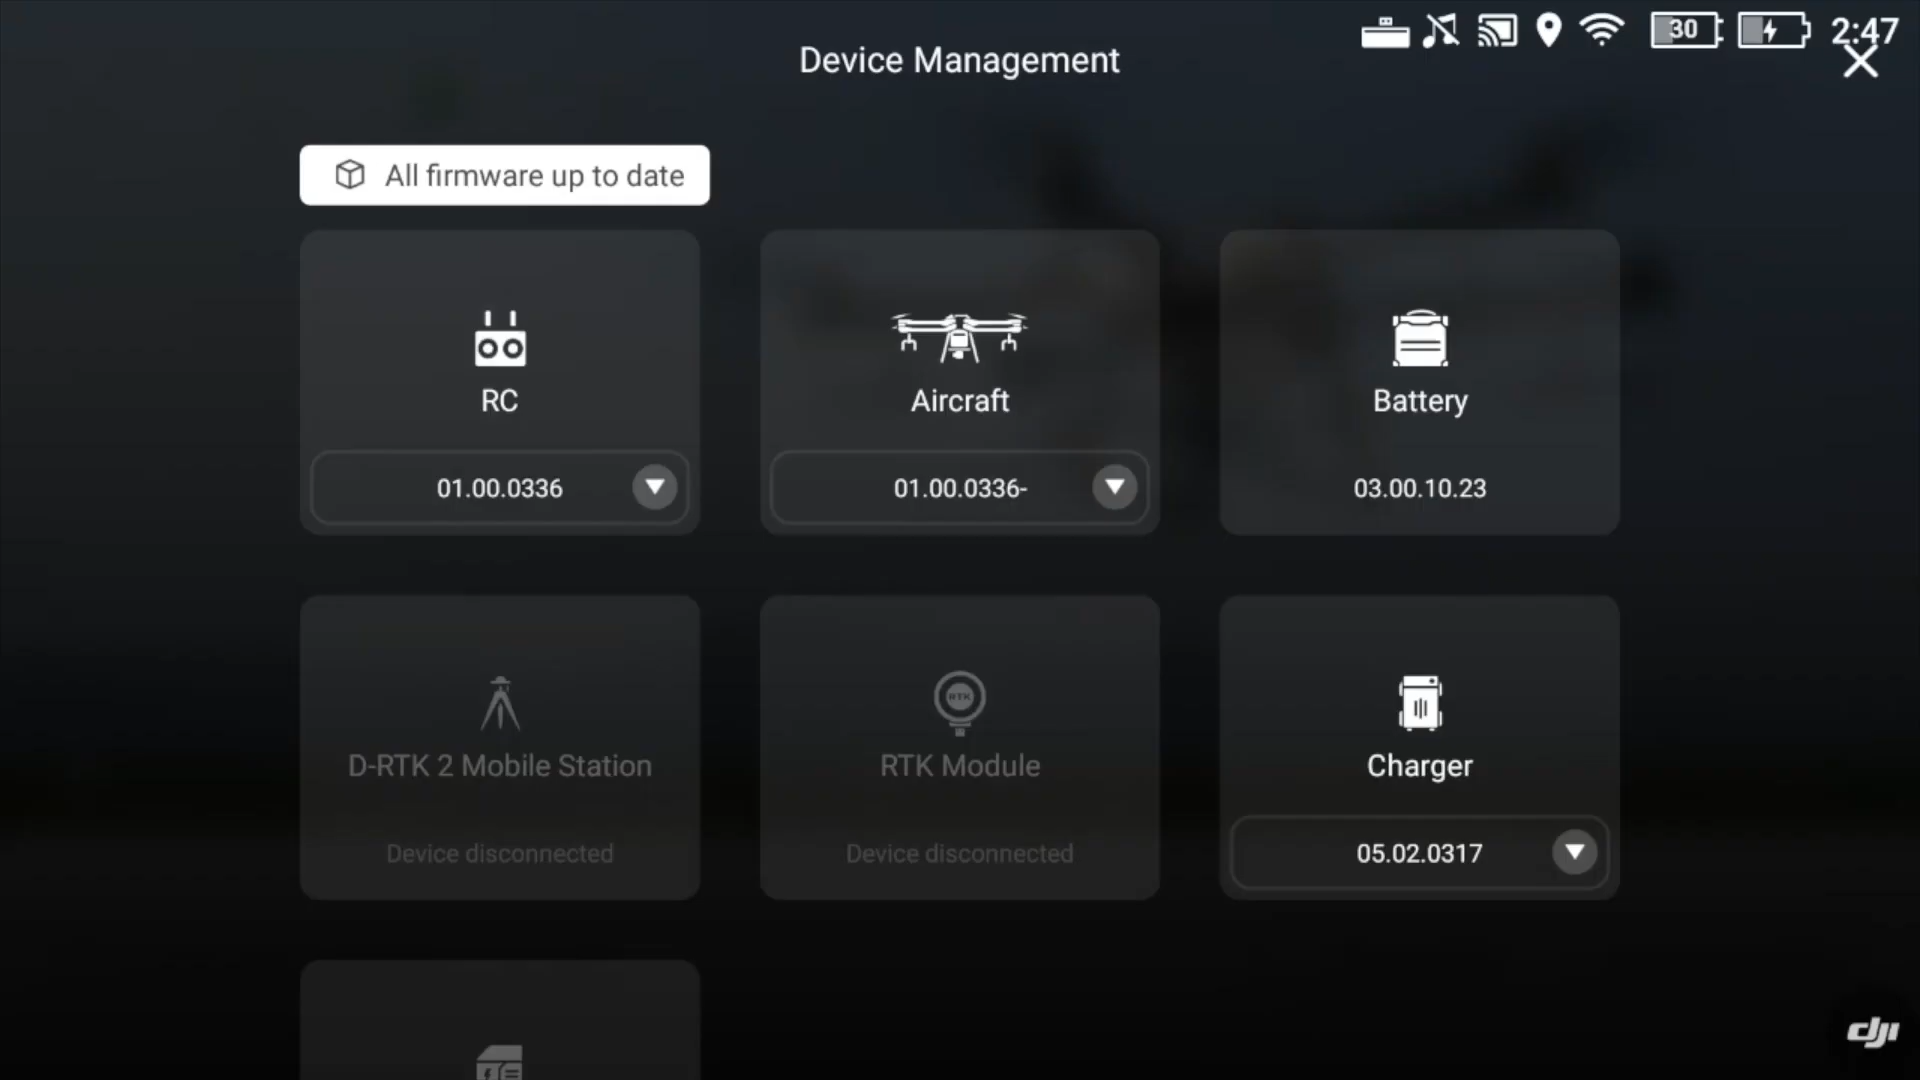 30
2:47
Device Management
All firmware up to date
RC
Aircraft
Battery
01.00.0336
01.00.0336-
03.00.10.23
RTK
D-RTK 2 Mobile Station
RTK Module
Charger
Device disconnected
Device disconnected
05.02.0317
dji